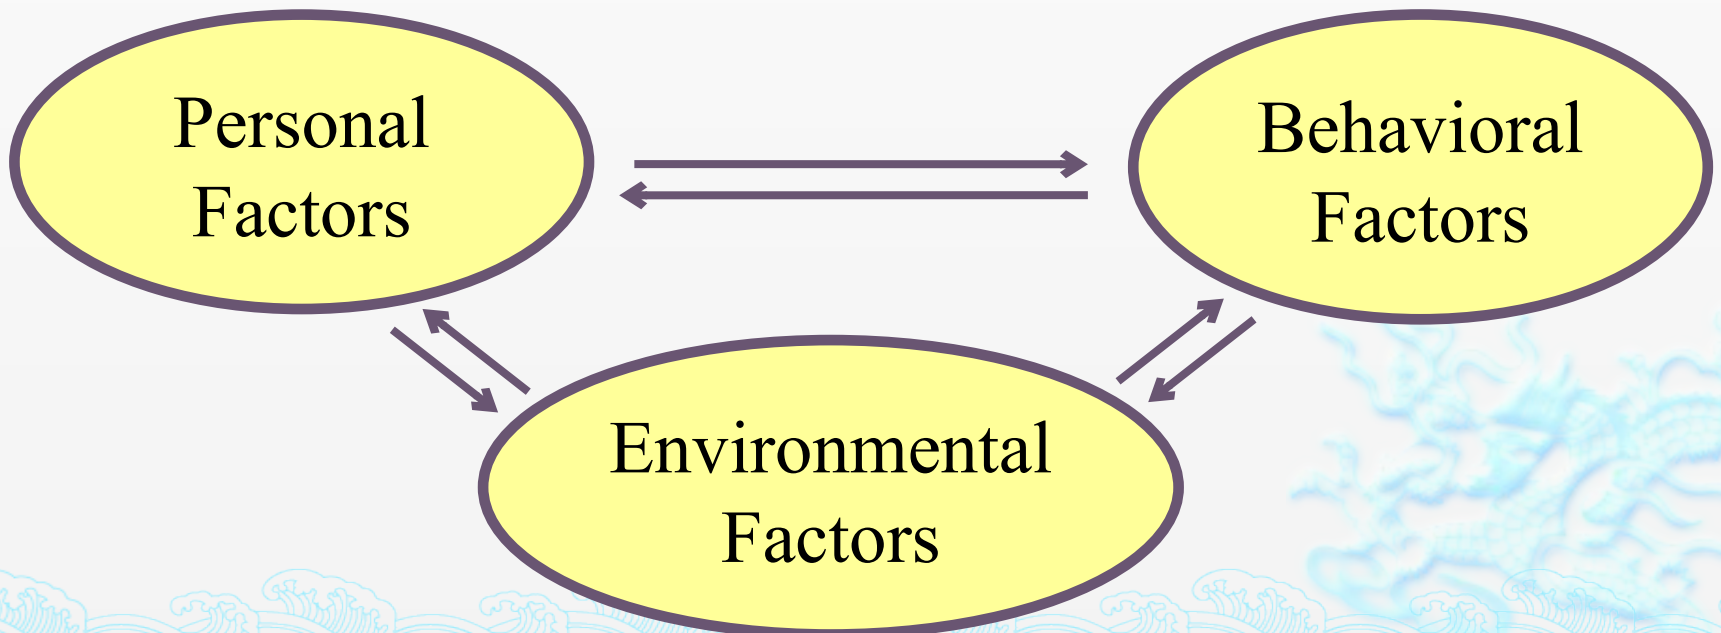 Personal
Factors
Behavioral
Factors
Environmental
Factors